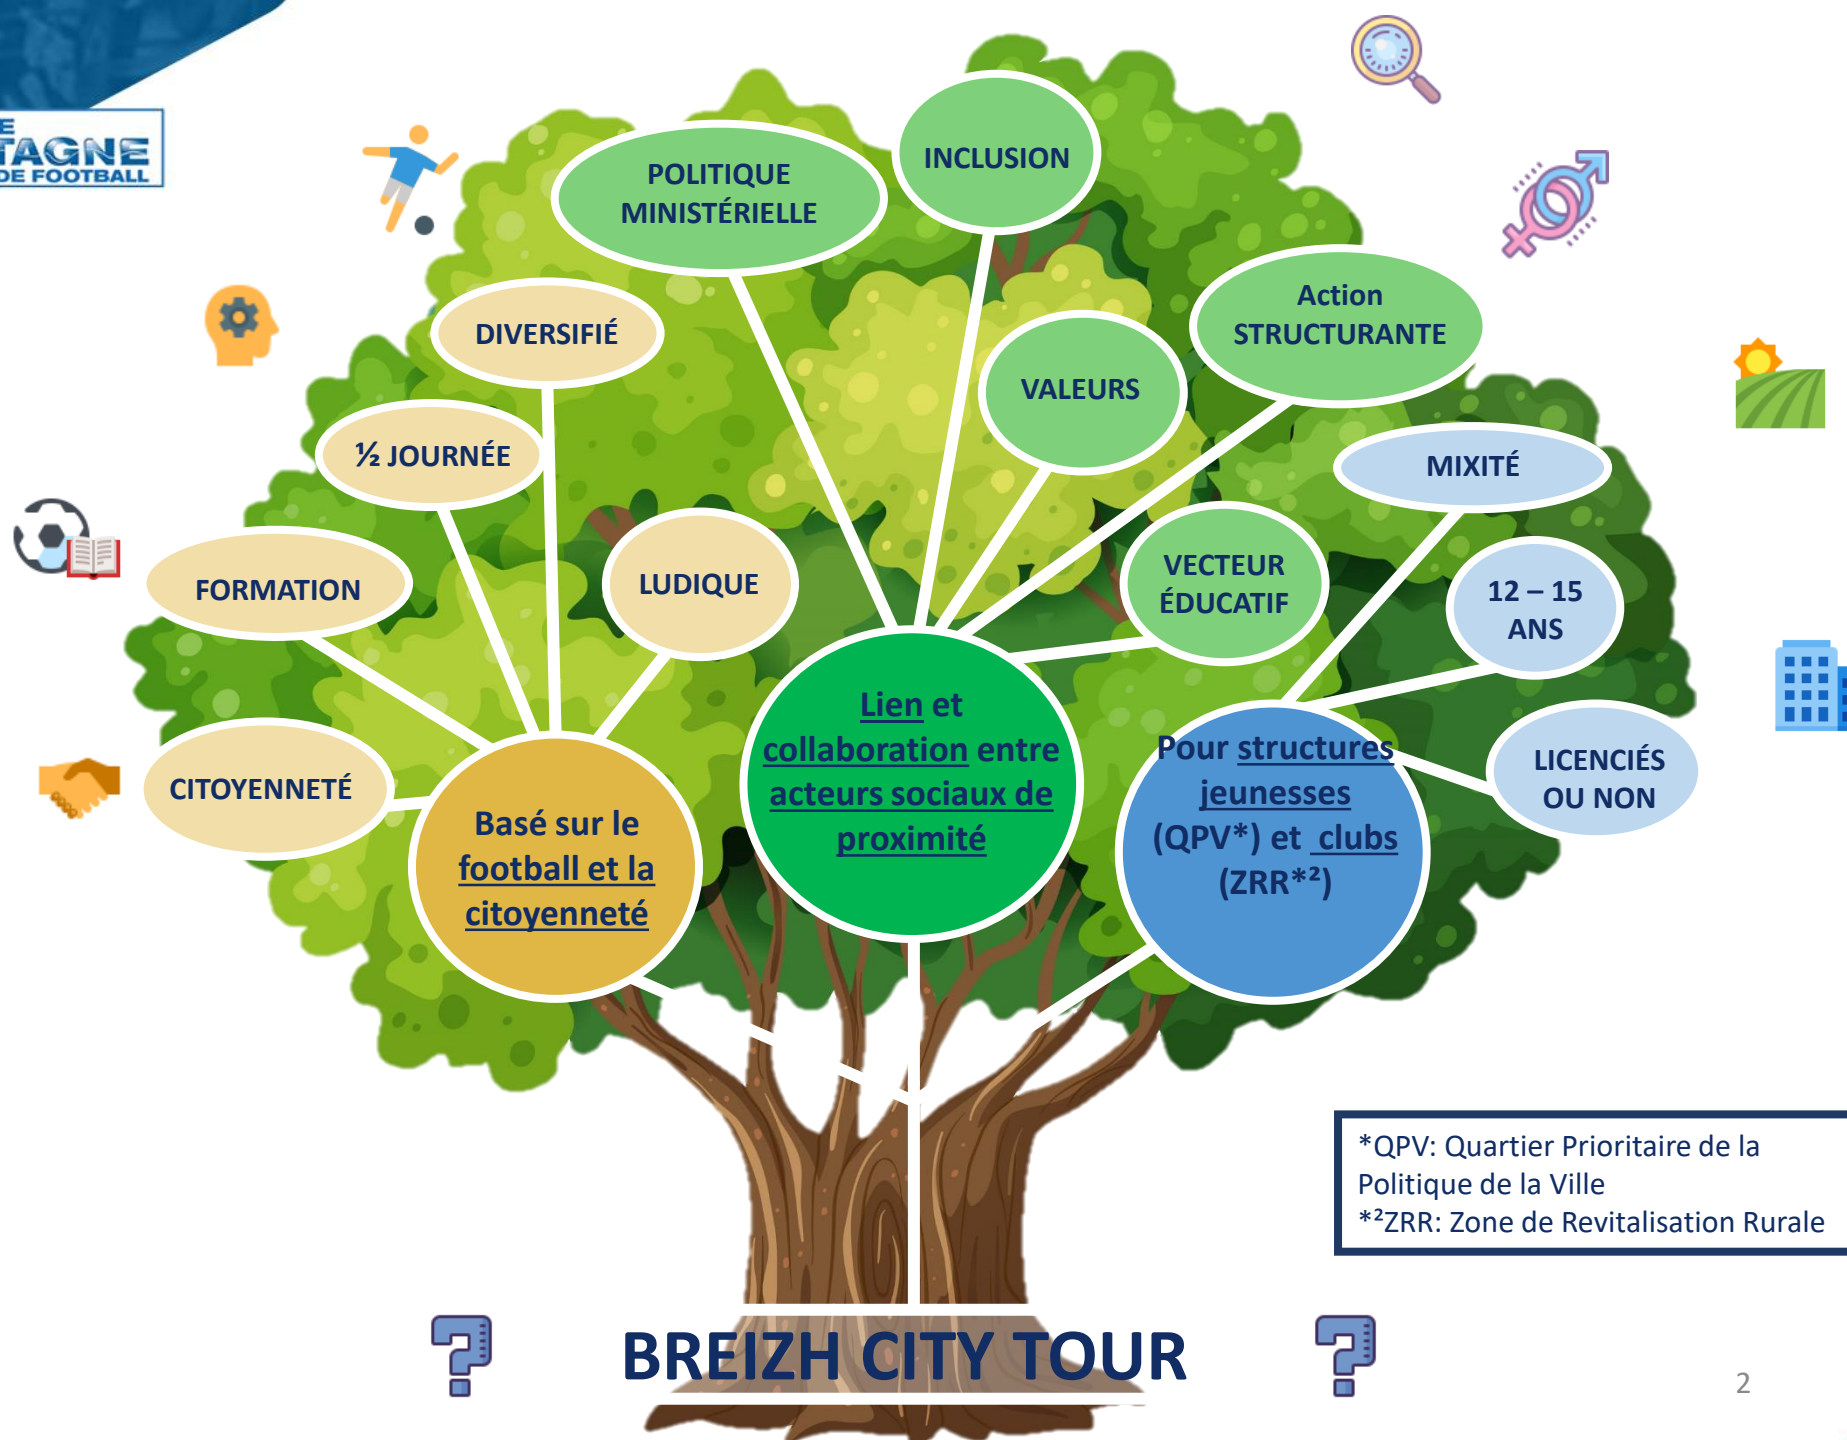 TAGNE
DE FOOTBALL
POLITIQUE
MINISTÉRIELLE
INCLUSION
DIVERSIFIÉ
Action
STRUCTURANTE
VALEURS
½ JOURNÉE
MIXITÉ
FORMATION
LUDIQUE
VECTEUR
ÉDUCATIF
12 – 15
ANS
CITOYENNETÉ
LICENCIÉS
OU NON
Basé sur le
football et la
citoyenneté
Lien et
collaboration entre
acteurs sociaux de
proximité
Pour structures
jeunesses
(QPV*) et clubs
(ZRR*²)
*QPV: Quartier Prioritaire de la
Politique de la Ville
*²ZRR: Zone de Revitalisation Rurale
BREIZH CITY TOUR
2